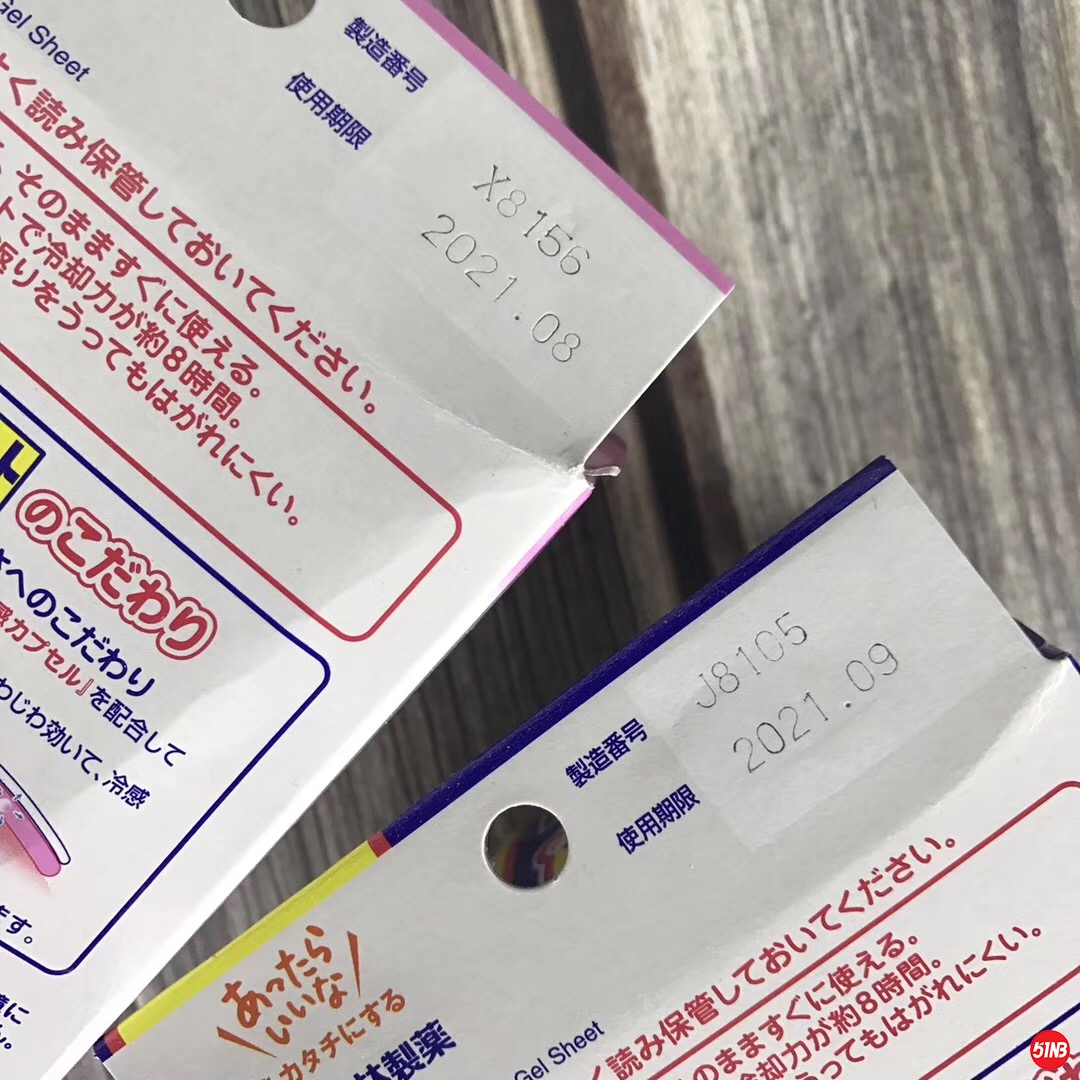 Gel Sheet
製造番号
使用期限
X8156
2021.08
く読み保管しておいてください。
そのまますぐに使える。
トで冷却力が約8時間。
返りをうってもはがれにくい。
ト
のこだわり
へのこだわり
感カプセル』を配合して
わじわ効いて、冷感
ます。
に
製造番号
使用期限
J8105
2021.09
あったら
いいな
カタチにする
林製薬
Gel Sheet
く読み保管しておいてください。
のまますぐに使える。
冷却力が約8時間。
をうってもはがれにくい。
51NB